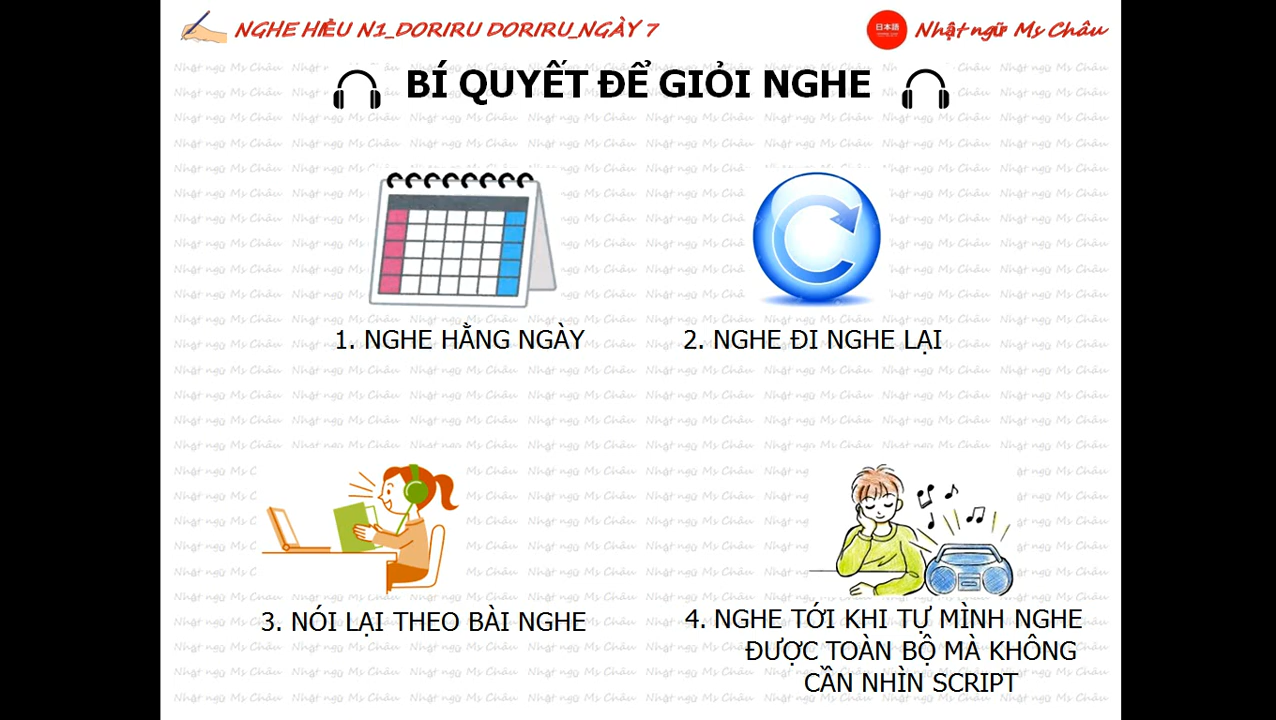 NGHE HIỂU N1_DORIRU DORIRU_NGÀY 7
日本語
Nhật ngữ Ms Châu
BÍ QUYẾT ĐỂ GIỎI NGHE
1. NGHE HẰNG NGÀY
2. NGHE ĐI NGHE LẠI
3. NÓI LẠI THEO BÀI NGHE
4. NGHE TỚI KHI TỰ MÌNH NGHE
ĐƯỢC TOÀN BỘ MÀ KHÔNG
CẦN NHÌN SCRIPT